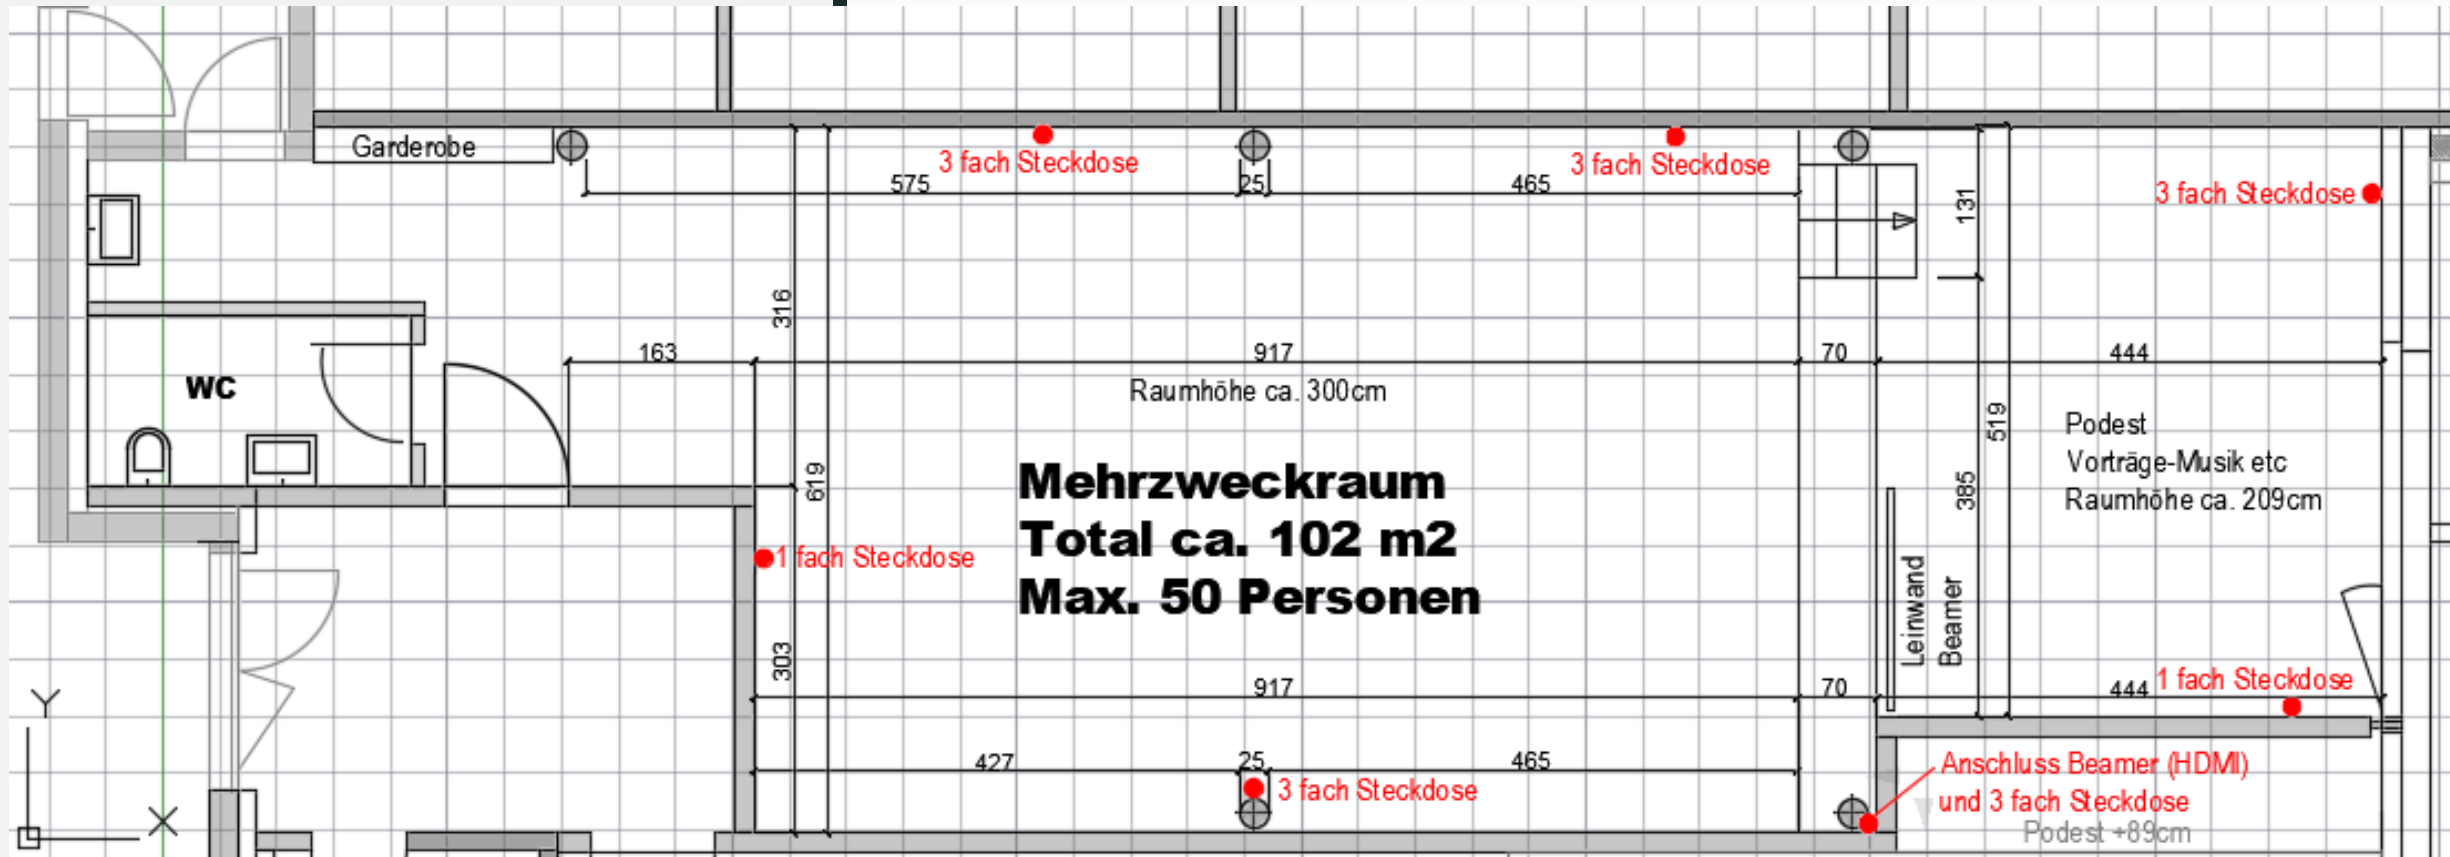 Garderobe
3 fach Steckdose
3 fach Steckdose
3 fach Steckdose
575
25
465
131
316
163
917
70
444
WC
Raumhöhe ca. 300cm
519
Podest
Vorträge-Musik etc
Raumhöhe ca. 209cm
619
385
Mehrzweckraum
Total ca. 102 m2
Max. 50 Personen
1 fach Steckdose
Leinwand
Beamer
303
917
70
444
1 fach Steckdose
Y
X
427
25
465
3 fach Steckdose
Anschluss Beamer (HDMI)
und 3 fach Steckdose
Podest +89cm